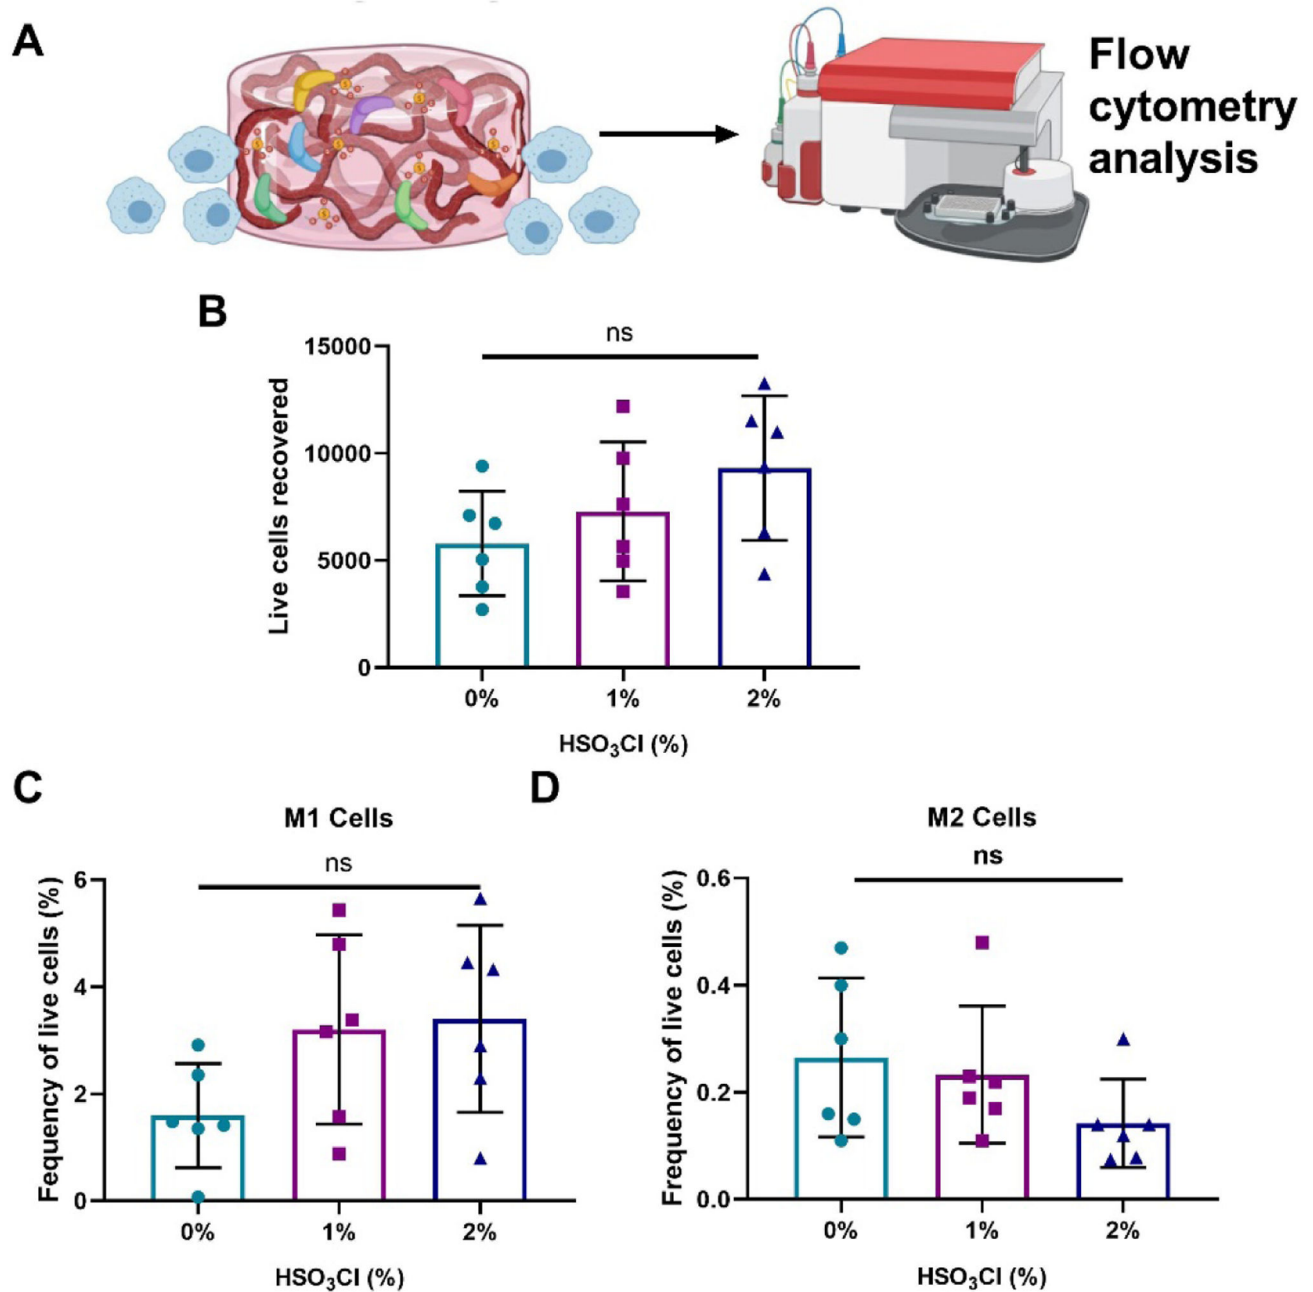 A
Flow
cytometry
analysis
B
ns
15000
10000
5000
0
Live cells recovered
0% 1% 2%
HSO₃Cl (%)
C
M1 Cells
ns
6
4
2
0
Fequency of live cells (%)
0% 1% 2%
HSO₃Cl (%)
D
M2 Cells
ns
0.6
0.4
0.2
0.0
Frequency of live cells (%)
0% 1% 2%
HSO₃Cl (%)